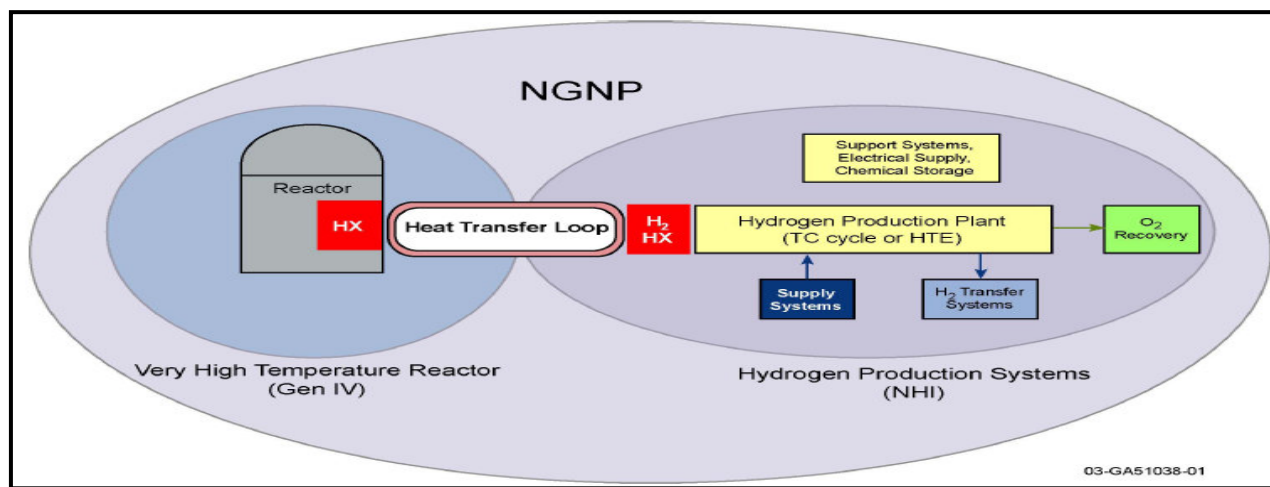 NGNP
Support Systems,
Electrical Supply,
Chemical Storage
Reactor
HX
Heat Transfer Loop
H2
HX
Hydrogen Production Plant
(TC cycle or HTE)
O2
Recovery
Supply
Systems
H2 Transfer
Systems
Very High Temperature Reactor
(Gen IV)
Hydrogen Production Systems
(NHI)
03-GA51038-01